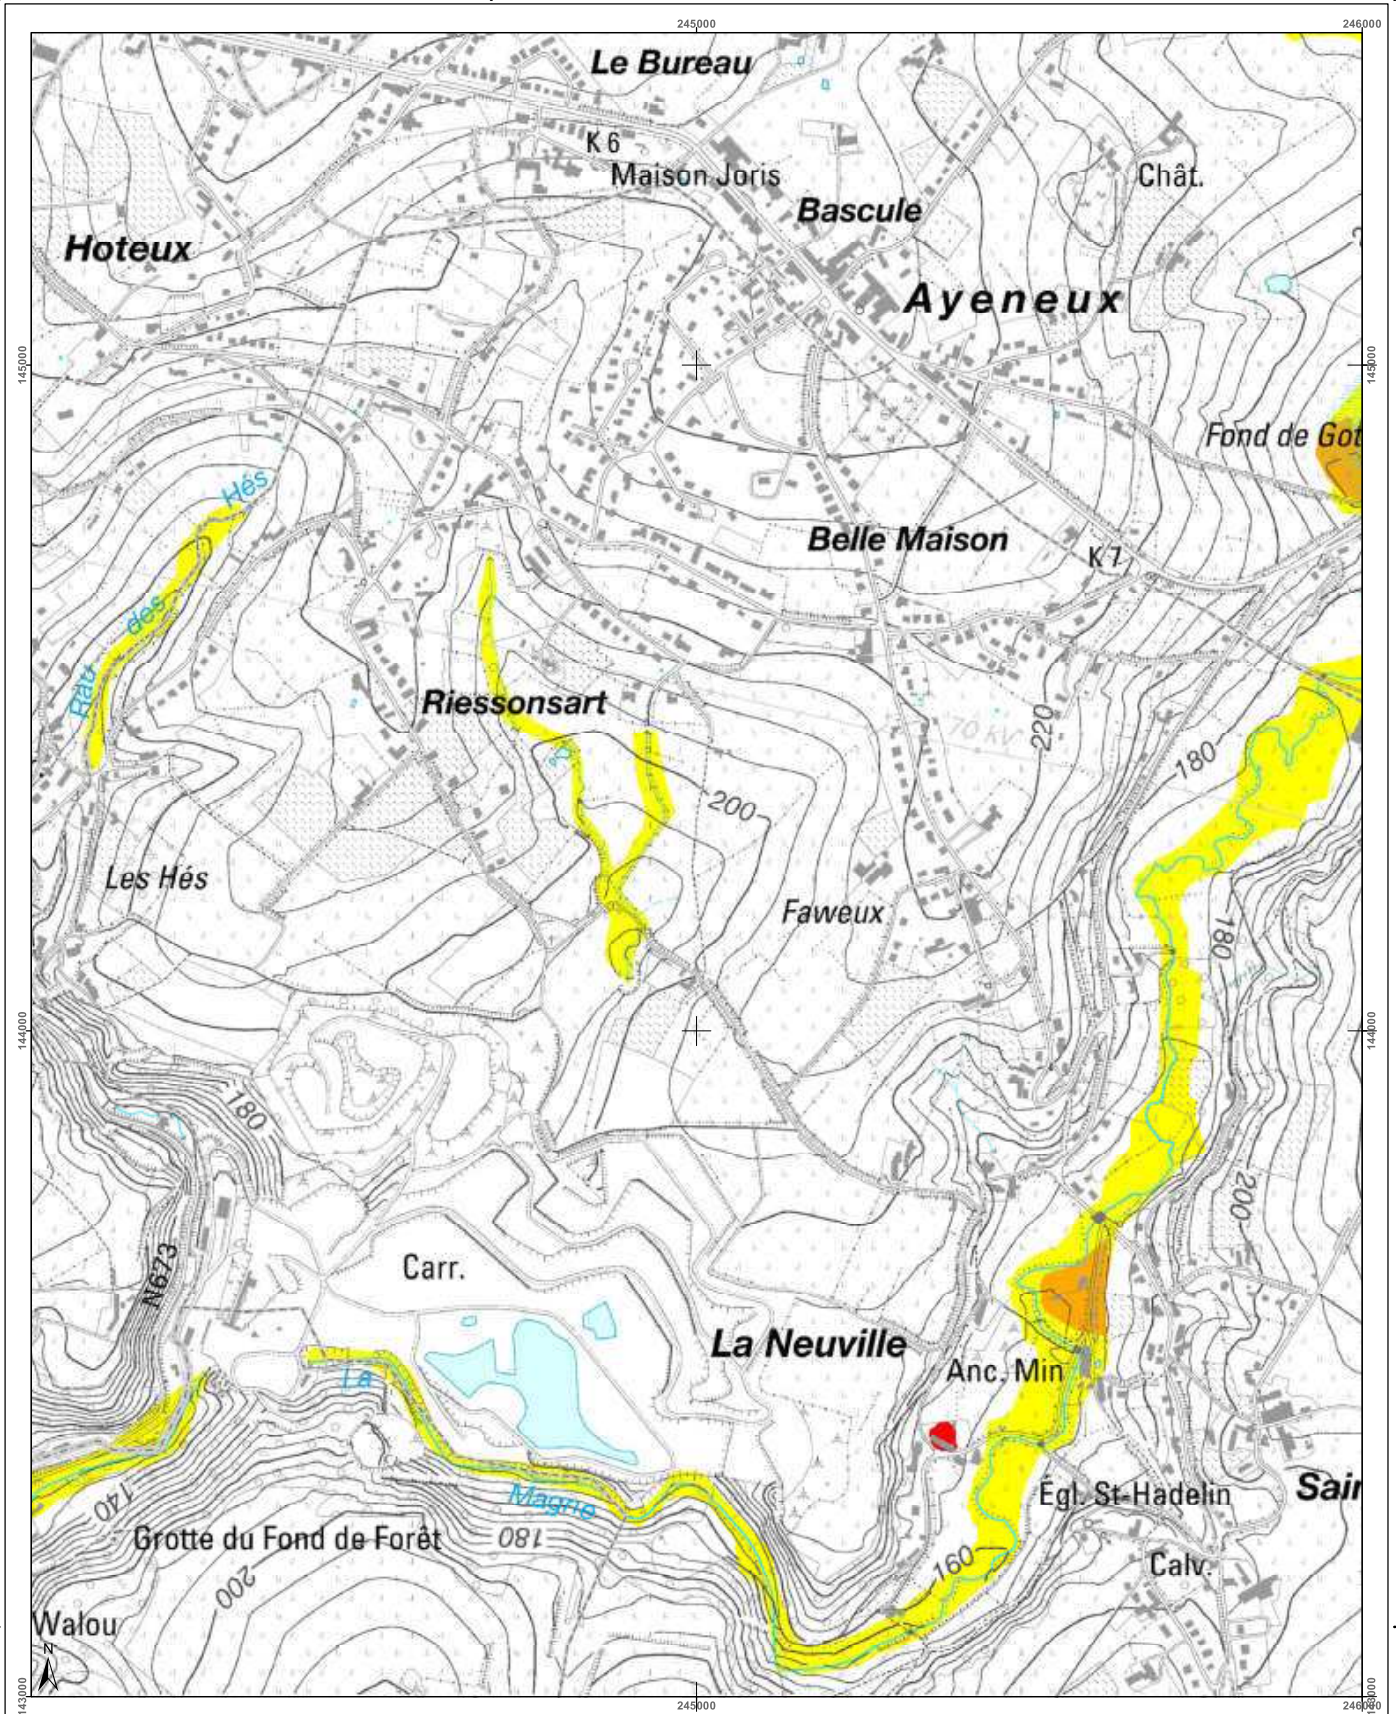 245000
246000
Le Bureau
K 6
Maison Joris
Chât.
Bascule
Hoteux
Ayeneux
145000
145000
Fond de Got
Hés
Belle Maison
K 7
des
Rau
Riessonsart
70 kV
220
180
200
Les Hés
Faweux
180
144000
144000
180
200
N673
Carr.
La Neuville
Anc. Min
La
Magne
Égl. St-Hadelin
Sair
140
Grotte du Fond de Forêt
180
160
Calv.
200
Walou
N
143000
245000
246000